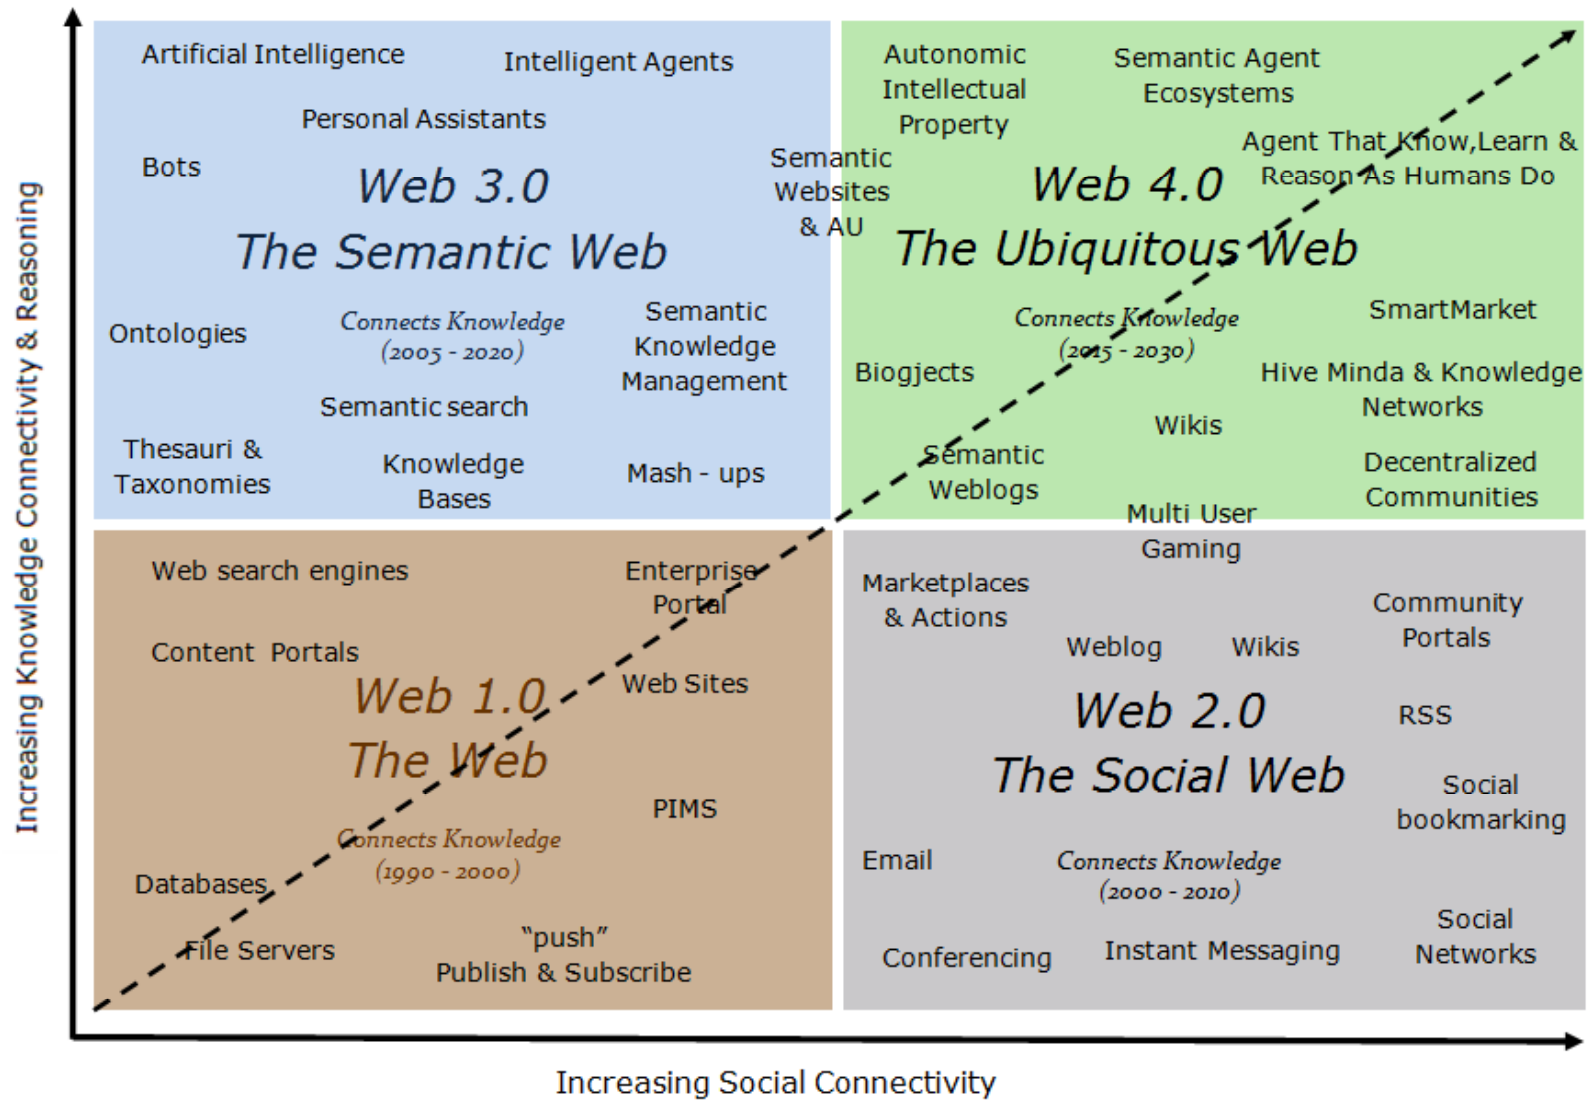 Increasing Knowledge Connectivity & Reasoning
Artificial Intelligence
Intelligent Agents
Personal Assistants
Bots
Web 3.0
The Semantic Web
Ontologies
Connects Knowledge
(2005 - 2020)
Semantic
Knowledge
Management
Semantic search
Thesauri &
Taxonomies
Knowledge
Bases
Mash - ups
Semantic
Websites
& AU
Autonomic
Intellectual
Property
Semantic Agent
Ecosystems
Agent That Know,Learn &
Reason As Humans Do
Web 4.0
The Ubiquitous Web
Connects Knowledge
(2015 - 2030)
SmartMarket
Biogjects
Hive Minda & Knowledge
Networks
Wikis
Semantic
Weblogs
Decentralized
Communities
Multi User
Gaming
Web search engines
Enterprise
Portal
Content Portals
Web 1.0
The Web
Web Sites
PIMS
Connects Knowledge
(1990 - 2000)
Databases
File Servers
“push”
Publish & Subscribe
Marketplaces
& Actions
Community
Portals
Weblog
Wikis
Web 2.0
The Social Web
RSS
Social
bookmarking
Email
Connects Knowledge
(2000 - 2010)
Social
Networks
Conferencing
Instant Messaging
Increasing Social Connectivity